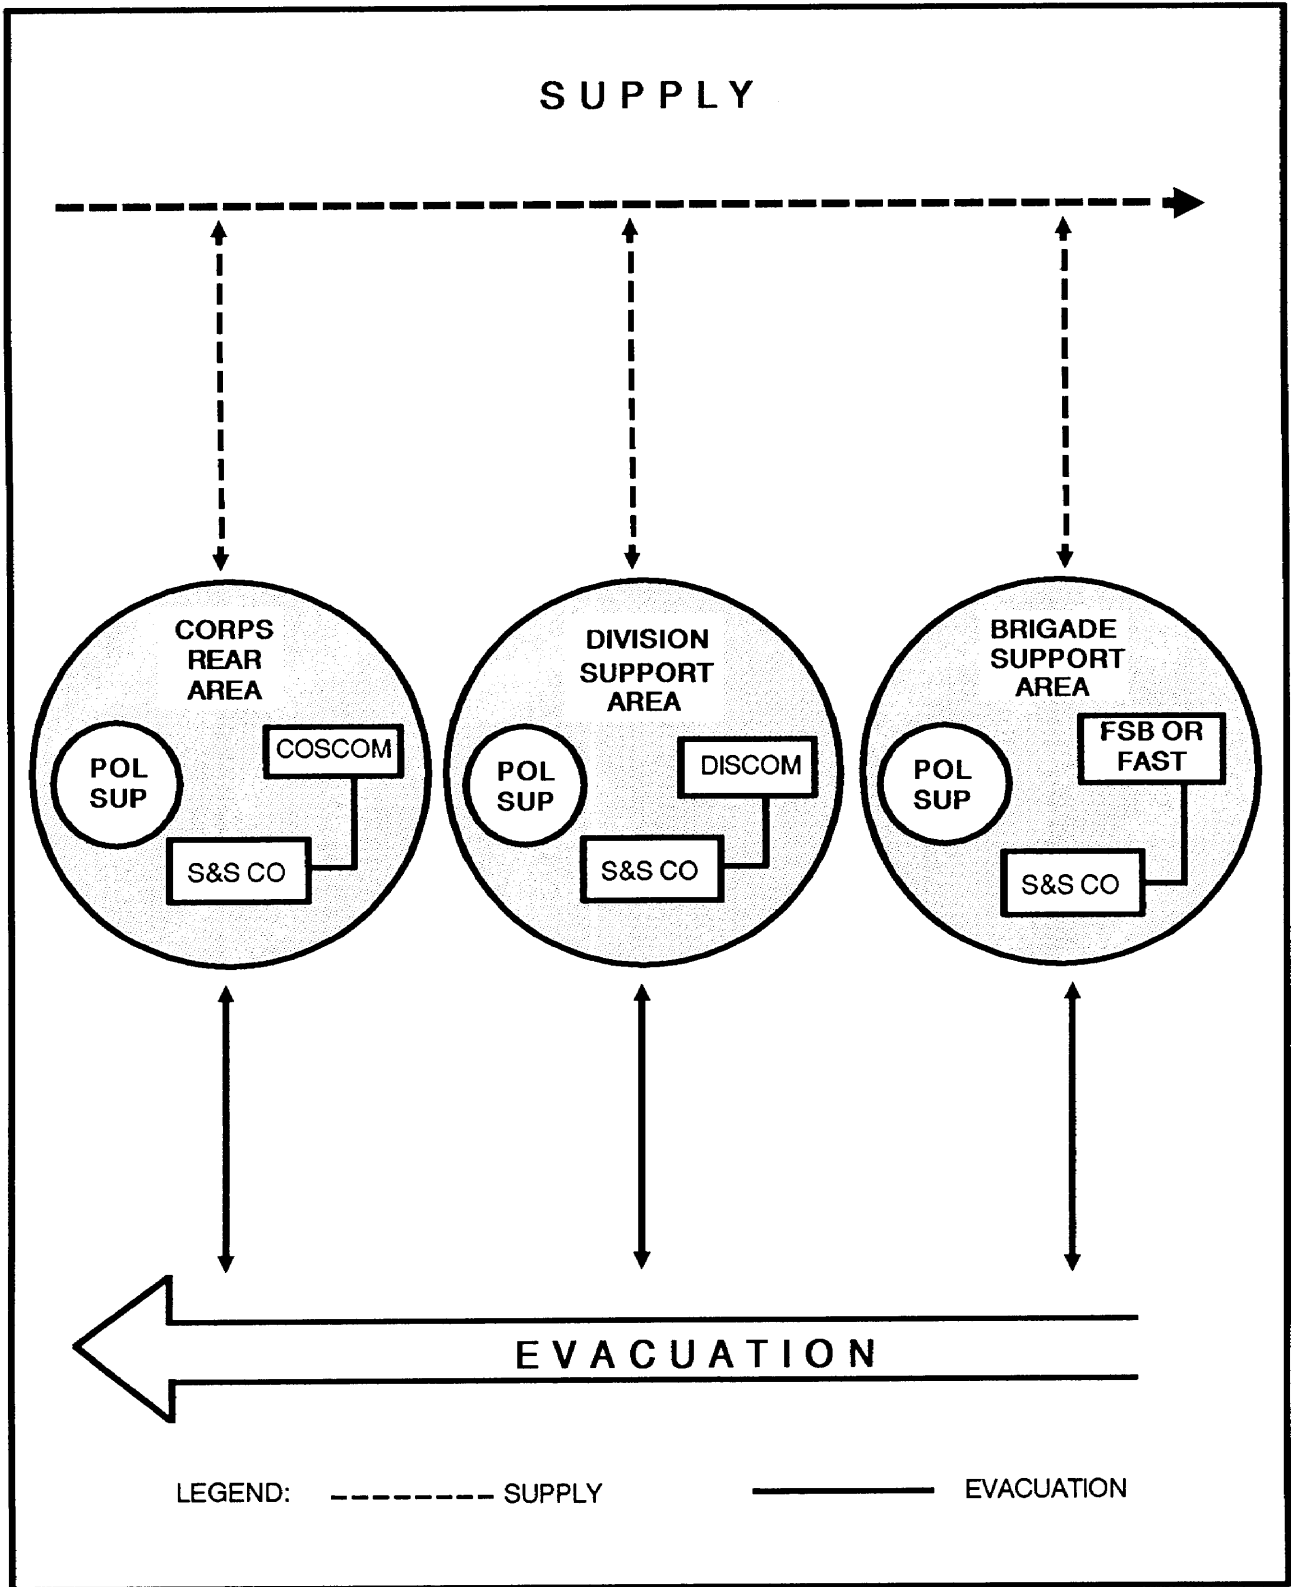 SUPPLY
CORPS
REAR
AREA
POL
SUP
COSCOM
S&S CO
DIVISION
SUPPORT
AREA
POL
SUP
DISCOM
S&S CO
BRIGADE
SUPPORT
AREA
POL
SUP
FSB OR
FAST
S&S CO
EVACUATION
LEGEND: SUPPLY EVACUATION